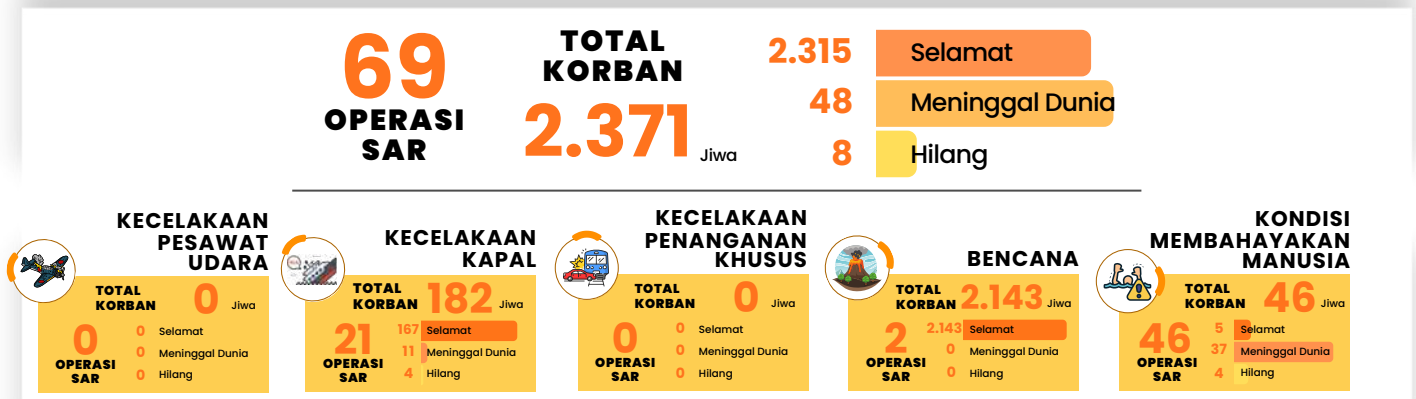 69
OPERASI
SAR
TOTAL
KORBAN
2.371 Jiwa
2.315 Selamat
48 Meninggal Dunia
8 Hilang
KECELAKAAN
PESAWAT
UDARA
TOTAL
KORBAN 0 Jiwa
0
OPERASI
SAR
0 Selamat
0 Meninggal Dunia
0 Hilang
KECELAKAAN
KAPAL
TOTAL
KORBAN 182 Jiwa
21
OPERASI
SAR
167 Selamat
11 Meninggal Dunia
4 Hilang
KECELAKAAN
PENANGANAN
KHUSUS
TOTAL
KORBAN 0 Jiwa
0
OPERASI
SAR
0 Selamat
0 Meninggal Dunia
0 Hilang
BENCANA
TOTAL
KORBAN 2.143 Jiwa
2
OPERASI
SAR
2.143 Selamat
0 Meninggal Dunia
0 Hilang
KONDISI
MEMBAHAYAKAN
MANUSIA
TOTAL
KORBAN 46 Jiwa
46
OPERASI
SAR
5 Selamat
37 Meninggal Dunia
4 Hilang